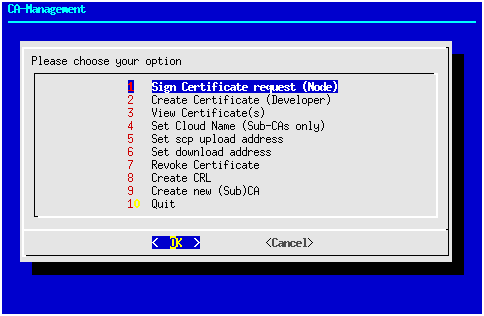 CA-Management
Please choose your option
1 Sign Certificate request (Node)
2 Create Certificate (Developer)
3 View Certificate(s)
4 Set Cloud Name (Sub-CAs only)
5 Set scp upload address
6 Set download address
7 Revoke Certificate
8 Create CRL
9 Create new (Sub)CA
10 Quit
< OK > <Cancel>